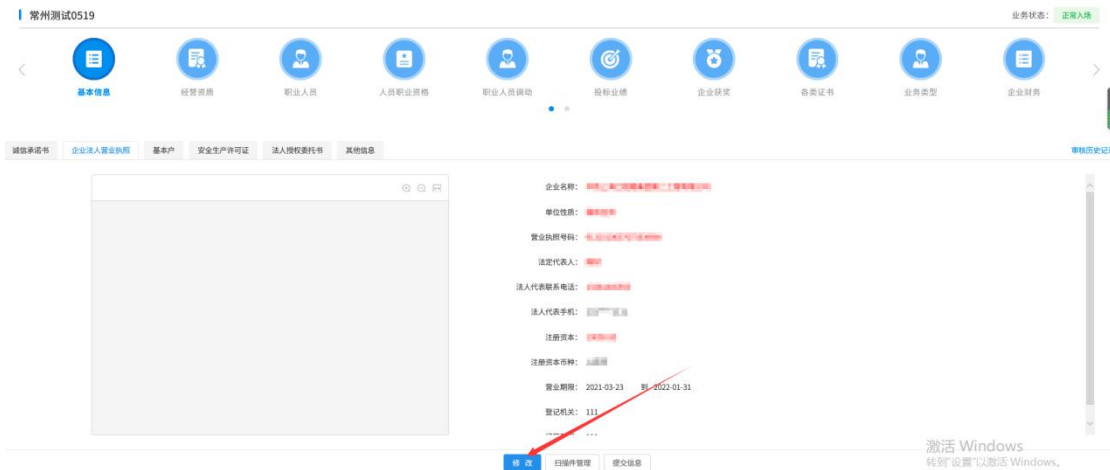 常州测试0519
业务状态： 正常入场
基本信息 经营资质 职业人员 人员职业资格 职业人员调动 投标业绩 企业获奖 各类证书 业务类型 企业财务
诚信承诺书 企业法人营业执照 基本户 安全生产许可证 法人授权委托书 其他信息 审核历史记
企业名称：
单位性质：
营业执照号码：
法定代表人：
法人代表联系电话：
法人代表手机：
注册资本：
注册资本币种：
营业期限： 2021-03-23 到 2022-01-31
登记机关： 111
修 改 扫描件管理 提交信息
激活 Windows
转到"设置"以激活 Windows。